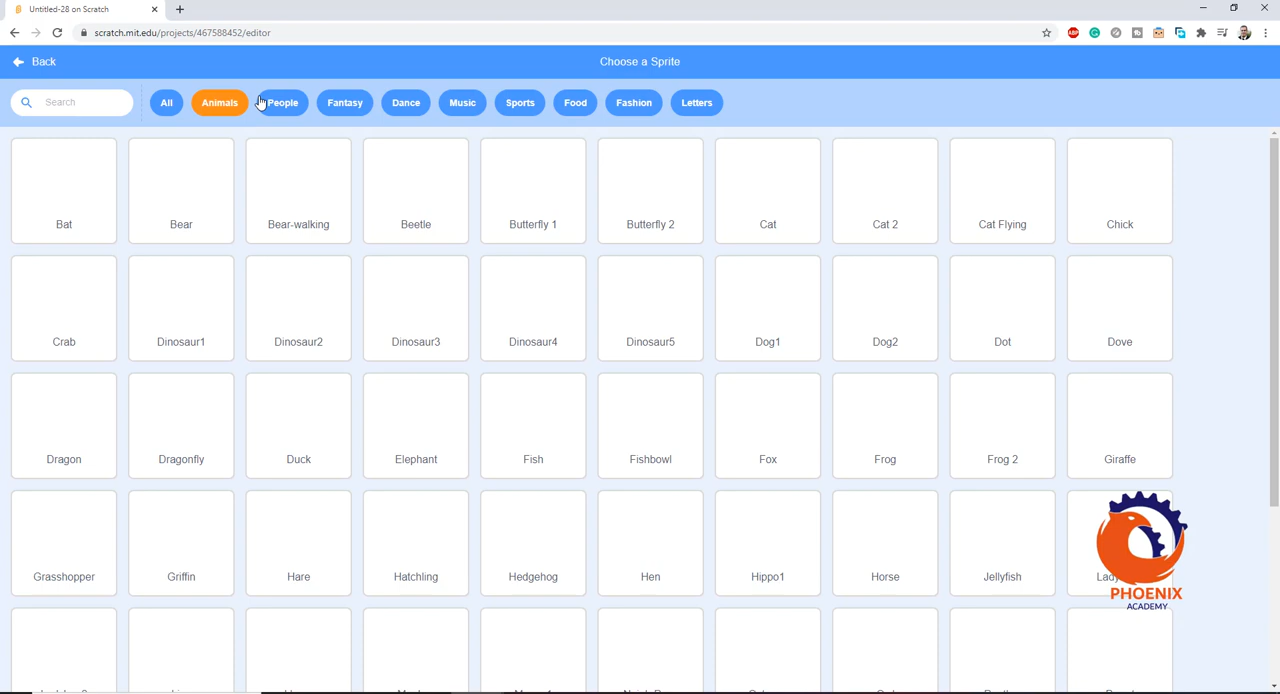 Untitled-28 on Scratch
scratch.mit.edu/projects/467588452/editor
Back
Choose a Sprite
Search
All
Animals
People
Fantasy
Dance
Music
Sports
Food
Fashion
Letters
Bat
Bear
Bear-walking
Beetle
Butterfly 1
Butterfly 2
Cat
Cat 2
Cat Flying
Chick
Crab
Dinosaur1
Dinosaur2
Dinosaur3
Dinosaur4
Dinosaur5
Dog1
Dog2
Dot
Dove
Dragon
Dragonfly
Duck
Elephant
Fish
Fishbowl
Fox
Frog
Frog 2
Giraffe
Grasshopper
Griffin
Hare
Hatchling
Hedgehog
Hen
Hippo1
Horse
Jellyfish
PHOENIX
ACADEMY